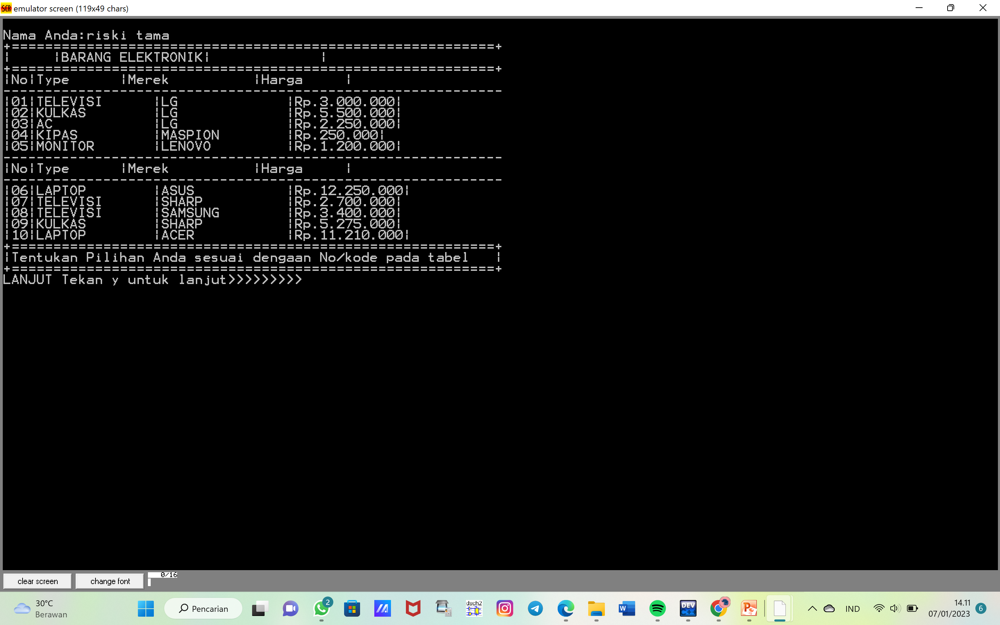 SCR emulator screen (119x49 chars)
Nama Anda:riski tama
+==========================================================+
|     |BARANG ELEKTRONIK|             |
+==========================================================+
|No|Type      |Merek          |Harga     |
------------------------------------------------------------
|01|TELEVISI      |LG             |Rp.3.000.000|
|02|KULKAS        |LG             |Rp.5.500.000|
|03|AC            |LG             |Rp.2.250.000|
|04|KIPAS         |MASPION        |Rp.250.000|
|05|MONITOR       |LENOVO         |Rp.1.200.000|
------------------------------------------------------------
|No|Type      |Merek          |Harga     |
------------------------------------------------------------
|06|LAPTOP        |ASUS           |Rp.12.250.000|
|07|TELEVISI      |SHARP          |Rp.2.700.000|
|08|TELEVISI      |SAMSUNG        |Rp.3.400.000|
|09|KULKAS        |SHARP          |Rp.5.275.000|
|10|LAPTOP        |ACER           |Rp.11.210.000|
+==========================================================+
|Tentukan Pilihan Anda sesuai dengaan No/kode pada tabel   |
+==========================================================+
LANJUT Tekan y untuk lanjut>>>>>>>>>
clear screen change font 0/16
30°C
Berawan
Pencarian
2
dsch2
W
DEV C++
P
IND
14.11
07/01/2023
6